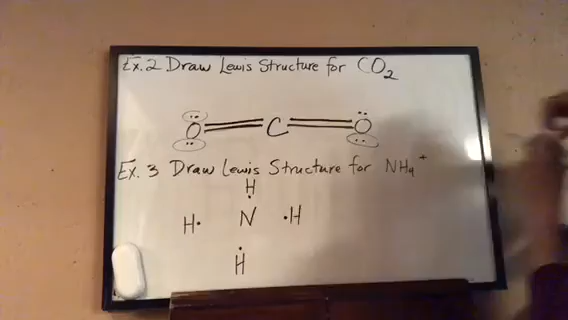 Ex. 2 Draw Lewis Structure for CO₂
O=C=O
Ex. 3 Draw Lewis Structure for NH₄⁺
H
H· N ·H
H